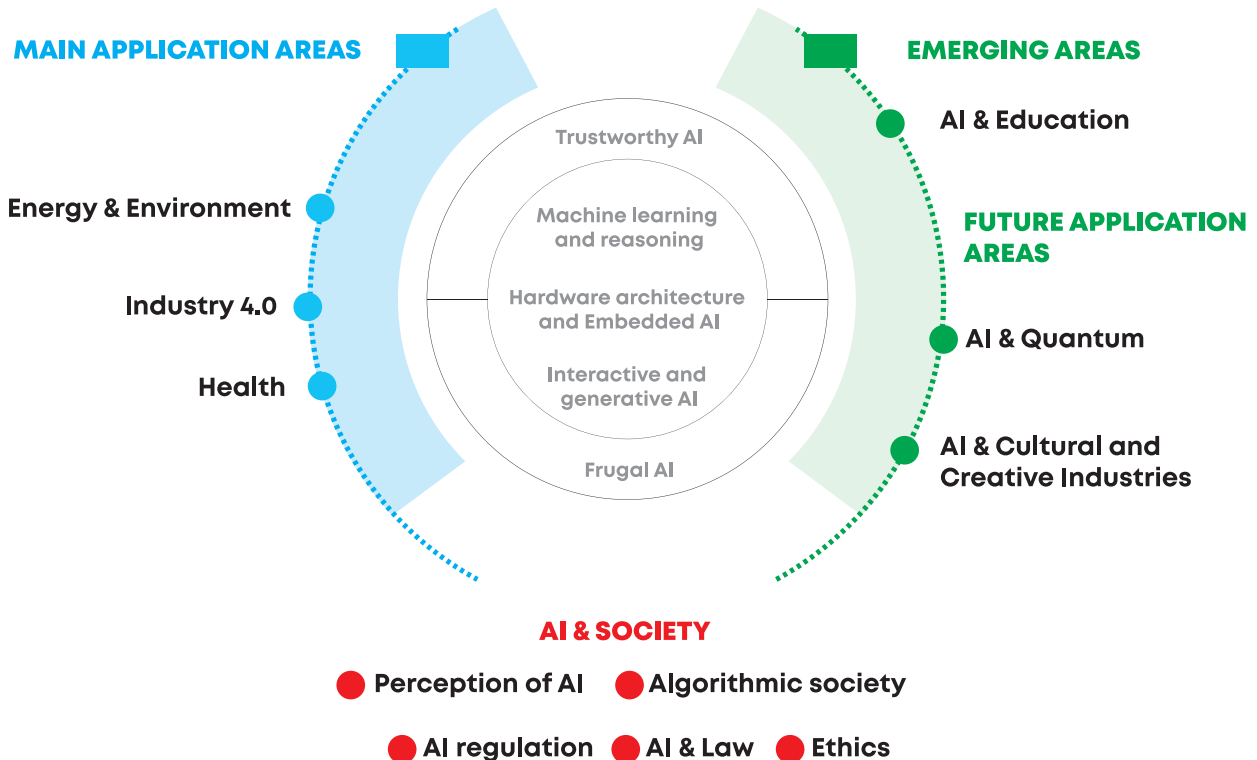 MAIN APPLICATION AREAS
Energy & Environment
Industry 4.0
Health
Trustworthy AI
Machine learning
and reasoning
Hardware architecture
and Embedded AI
Interactive and
generative AI
Frugal AI
EMERGING AREAS
AI & Education
FUTURE APPLICATION
AREAS
AI & Quantum
AI & Cultural and
Creative Industries
AI & SOCIETY
Perception of AI
Algorithmic society
AI regulation
AI & Law
Ethics